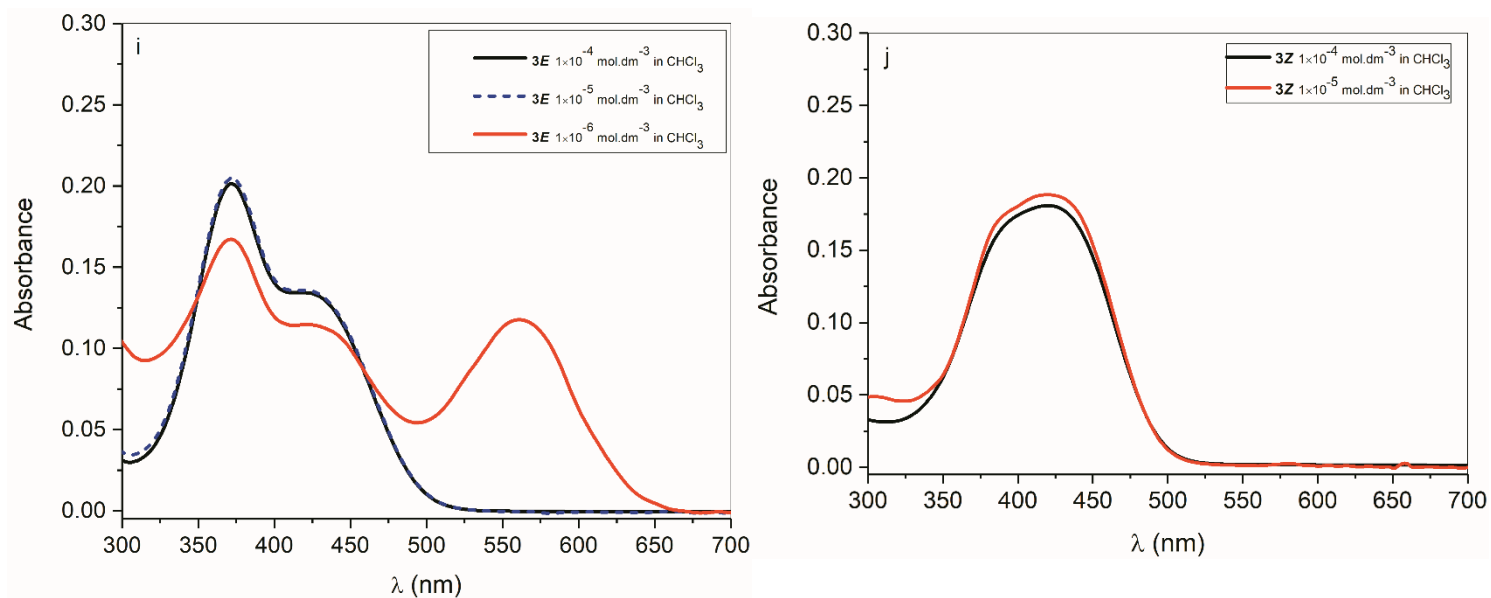 i
3E 1×10⁻⁴ mol.dm⁻³ in CHCl₃
3E 1×10⁻⁵ mol.dm⁻³ in CHCl₃
3E 1×10⁻⁶ mol.dm⁻³ in CHCl₃
0.30
0.25
0.20
0.15
0.10
0.05
0.00
Absorbance
300 350 400 450 500 550 600 650 700
λ (nm)
j
3Z 1×10⁻⁴ mol.dm⁻³ in CHCl₃
3Z 1×10⁻⁵ mol.dm⁻³ in CHCl₃
0.30
0.25
0.20
0.15
0.10
0.05
0.00
Absorbance
300 350 400 450 500 550 600 650 700
λ (nm)